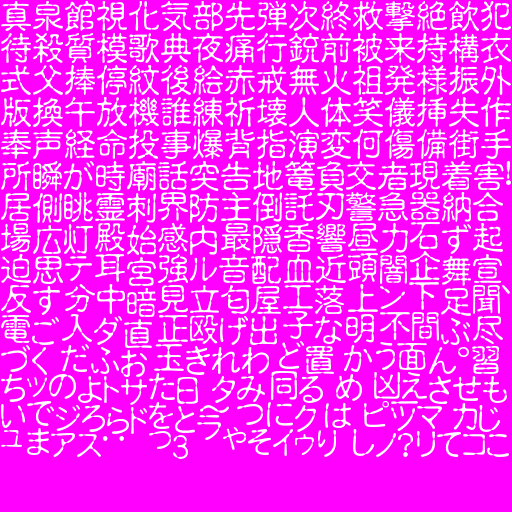 真泉館視化気部先弾次終救撃絶飲犯
待殺質模歌典夜痛行銃前被来持構衣
式父捧停紋後絵赤戒無火祖発様振外
版換午放機誰練祈壊人体笑儀挿失作
奉声経命投事爆背指演変何傷備街手
所瞬が時廟話突告地篭負交者現着害!
居側眺霊刺界防主倒託刃警急器納合
場広灯殿始感内最隠香響昼力石ず起
迫思テ耳宮強ル音配血近頭闇企舞宣
反す分中暗見立匂屋工落上ン下足聞、
電ご入ダ直正殴げ出子な明不間ぶ尽
づくだふお玉きれわど置かう面ん。習
ちッのよトサた日タみ同るめ凶えさせも
いでジろらドをとラつにクはピツマカじ
ュまアス…っ3やそイゥりしノ?リてコこ